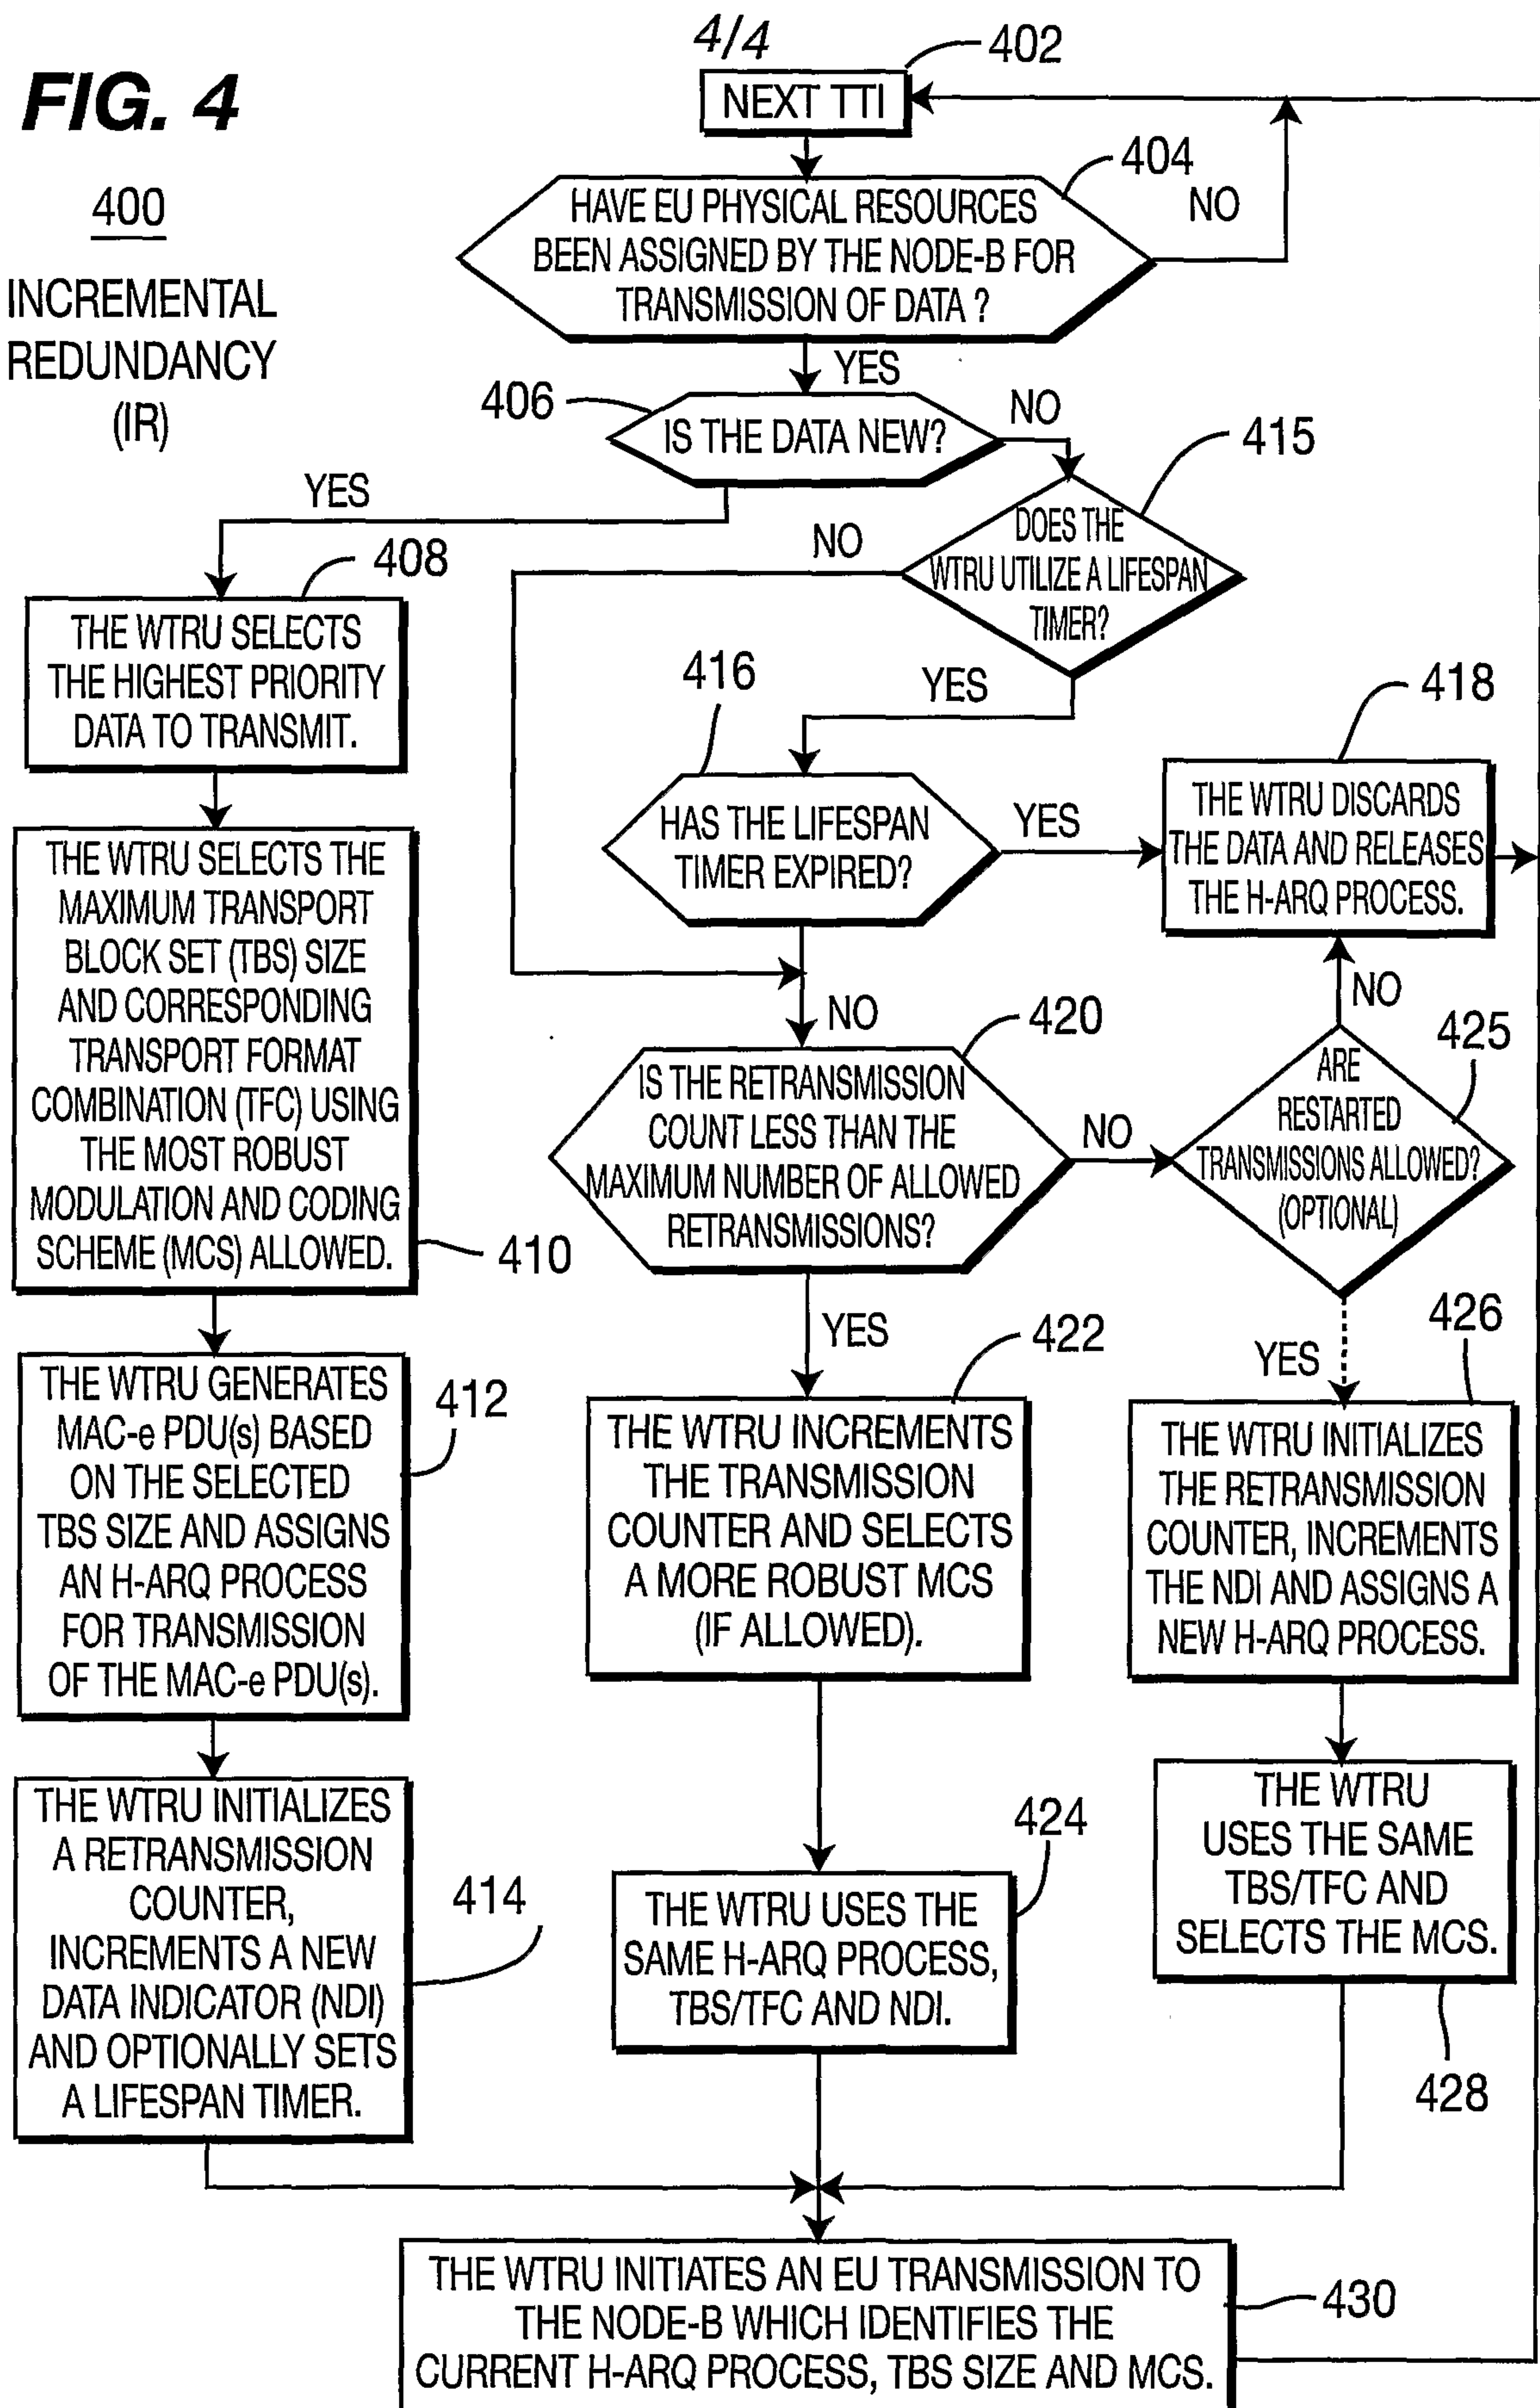 4/4
FIG. 4
400
INCREMENTAL
REDUNDANCY
(IR)
402
NEXT TTI
404
HAVE EU PHYSICAL RESOURCES
BEEN ASSIGNED BY THE NODE-B FOR
TRANSMISSION OF DATA ?
NO
YES
406
IS THE DATA NEW?
NO
YES
415
DOES THE
WTRU UTILIZE A LIFESPAN
TIMER?
NO
YES
408
THE WTRU SELECTS
THE HIGHEST PRIORITY
DATA TO TRANSMIT.
416
HAS THE LIFESPAN
TIMER EXPIRED?
YES
NO
418
THE WTRU DISCARDS
THE DATA AND RELEASES
THE H-ARQ PROCESS.
410
THE WTRU SELECTS THE
MAXIMUM TRANSPORT
BLOCK SET (TBS) SIZE
AND CORRESPONDING
TRANSPORT FORMAT
COMBINATION (TFC) USING
THE MOST ROBUST
MODULATION AND CODING
SCHEME (MCS) ALLOWED.
420
IS THE RETRANSMISSION
COUNT LESS THAN THE
MAXIMUM NUMBER OF ALLOWED
RETRANSMISSIONS?
NO
YES
425
ARE
RESTARTED
TRANSMISSIONS ALLOWED?
(OPTIONAL)
NO
YES
412
THE WTRU GENERATES
MAC-e PDU(s) BASED
ON THE SELECTED
TBS SIZE AND ASSIGNS
AN H-ARQ PROCESS
FOR TRANSMISSION
OF THE MAC-e PDU(s).
422
THE WTRU INCREMENTS
THE TRANSMISSION
COUNTER AND SELECTS
A MORE ROBUST MCS
(IF ALLOWED).
426
THE WTRU INITIALIZES
THE RETRANSMISSION
COUNTER, INCREMENTS
THE NDI AND ASSIGNS A
NEW H-ARQ PROCESS.
414
THE WTRU INITIALIZES
A RETRANSMISSION
COUNTER,
INCREMENTS A NEW
DATA INDICATOR (NDI)
AND OPTIONALLY SETS
A LIFESPAN TIMER.
424
THE WTRU USES THE
SAME H-ARQ PROCESS,
TBS/TFC AND NDI.
THE WTRU
USES THE SAME
TBS/TFC AND
SELECTS THE MCS.
428
THE WTRU INITIATES AN EU TRANSMISSION TO
THE NODE-B WHICH IDENTIFIES THE
CURRENT H-ARQ PROCESS, TBS SIZE AND MCS.
430